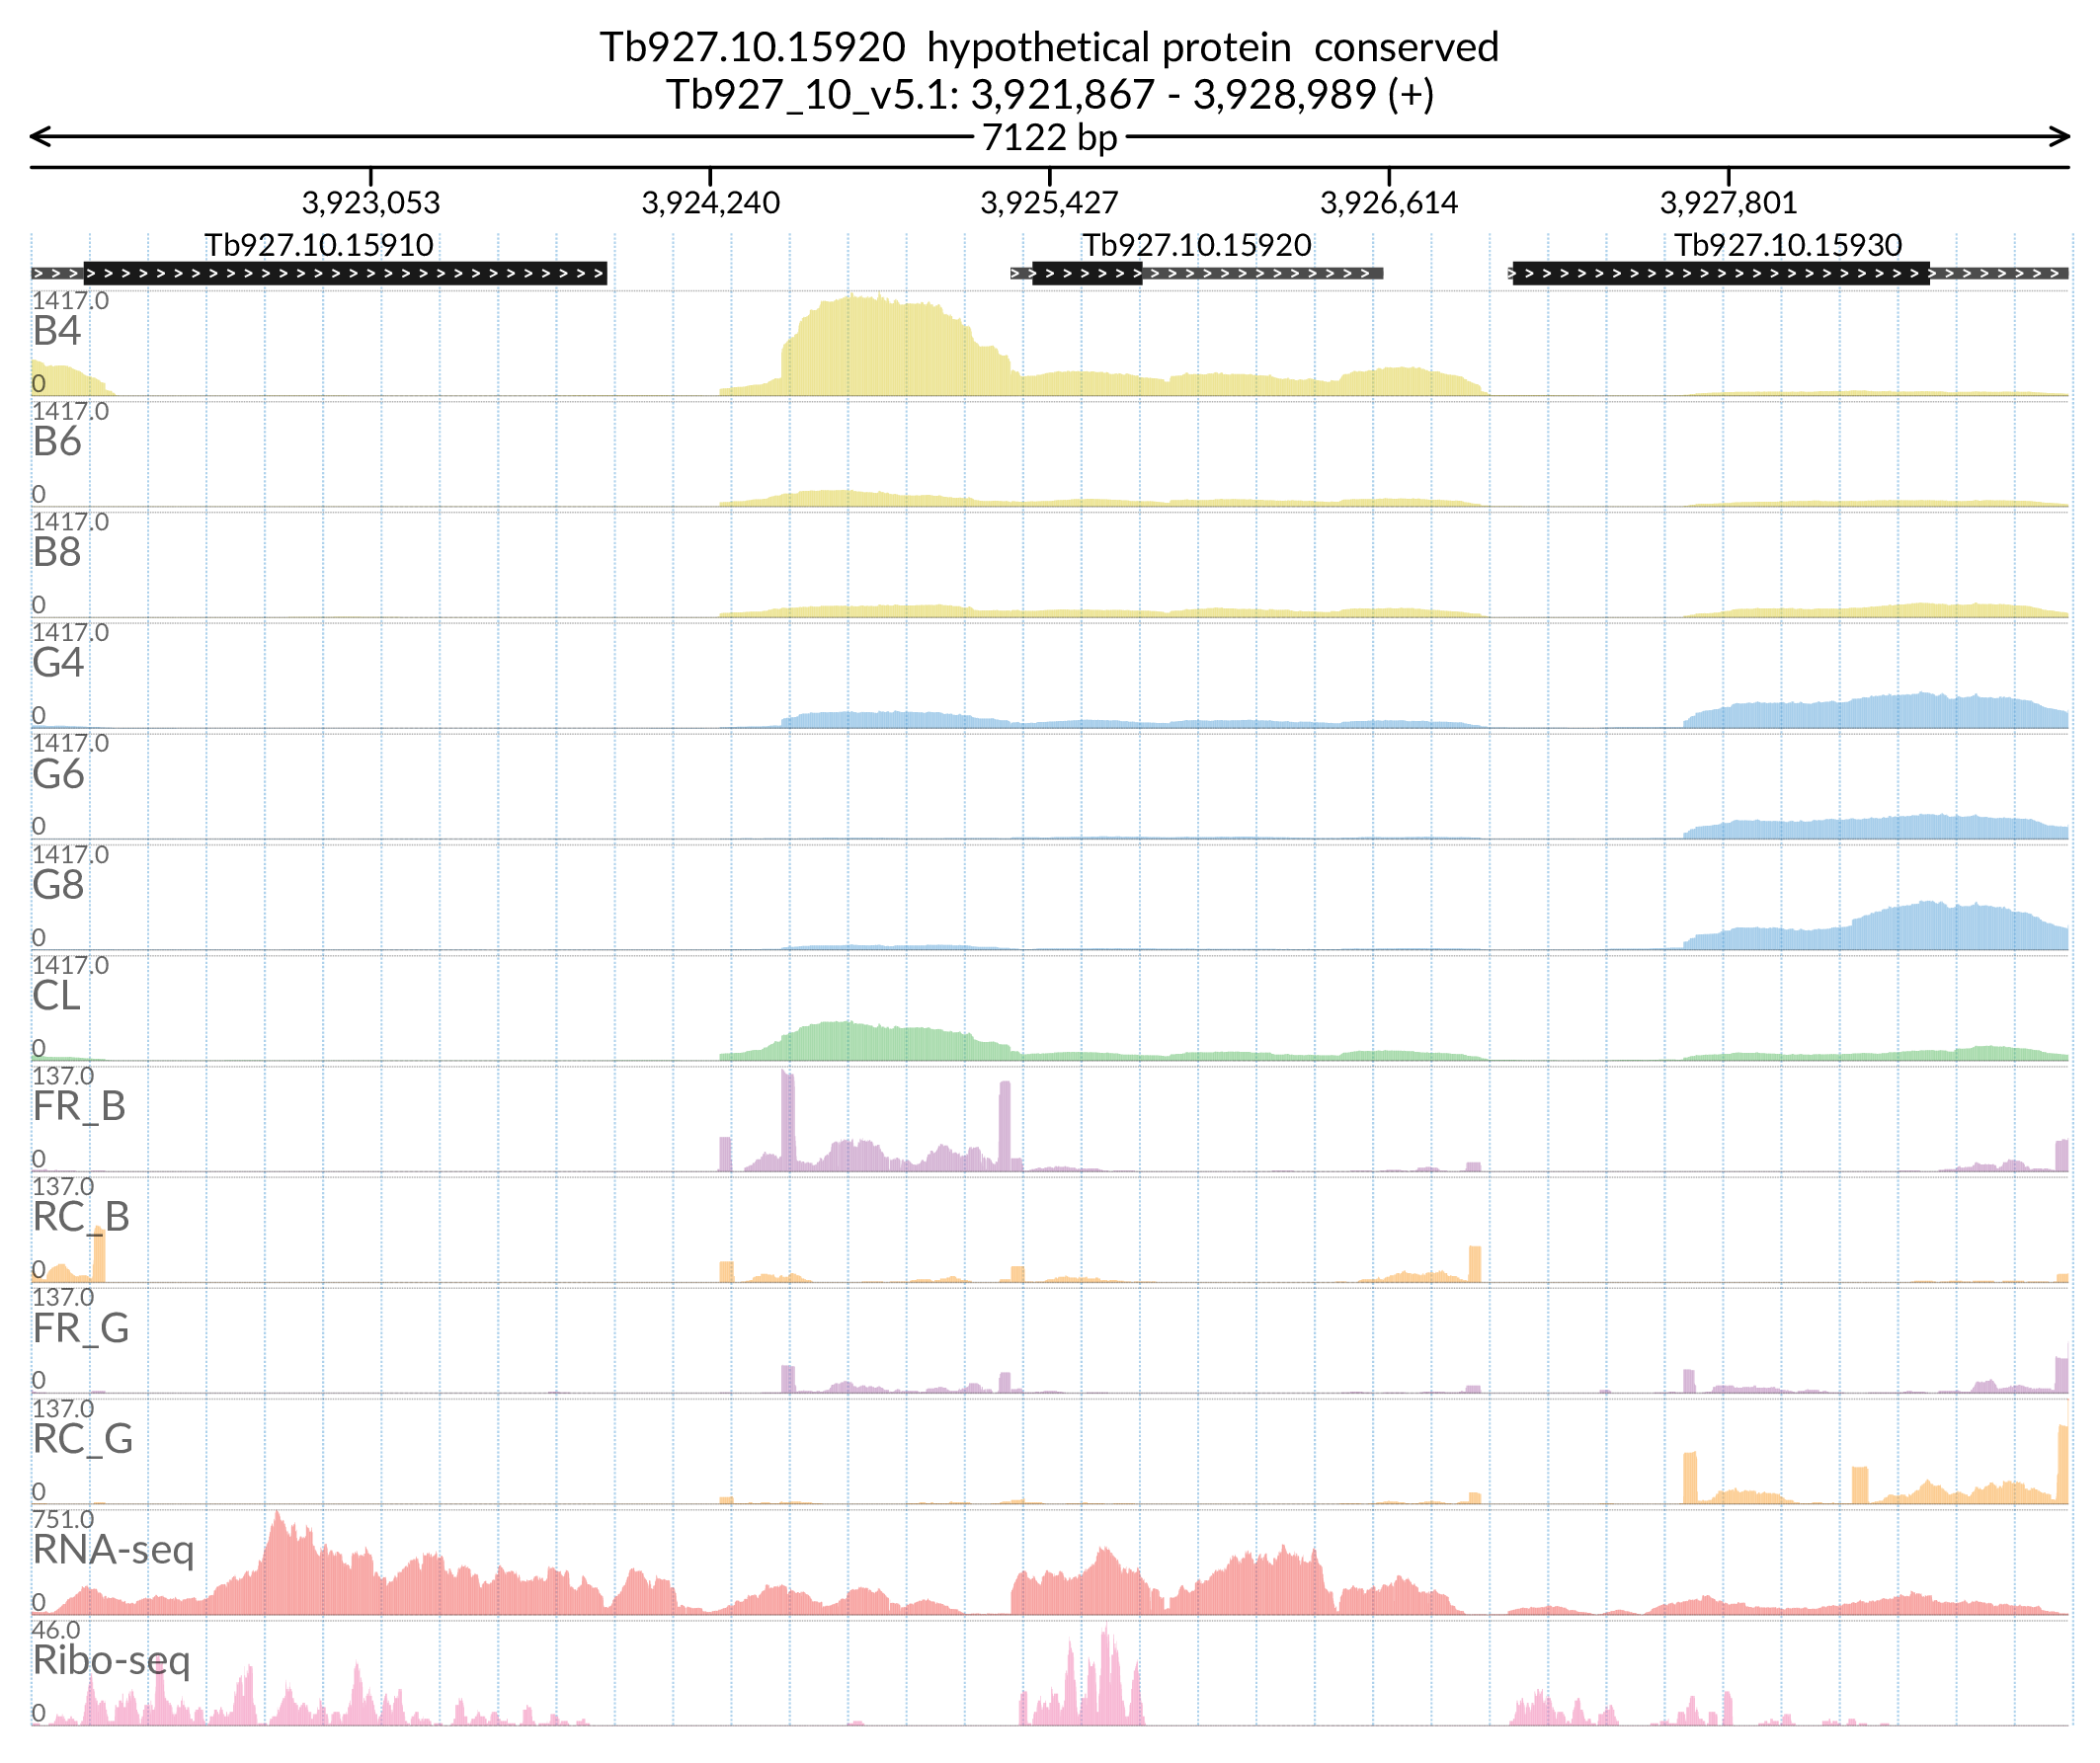 Tb927.10.15920  hypothetical protein  conserved
Tb927_10_v5.1: 3,921,867 - 3,928,989 (+)
7122 bp
3,923,053 3,924,240 3,925,427 3,926,614 3,927,801
Tb927.10.15910 Tb927.10.15920 Tb927.10.15930
1417.0
B4
0
1417.0
B6
0
1417.0
B8
0
1417.0
G4
0
1417.0
G6
0
1417.0
G8
0
1417.0
CL
0
137.0
FR_B
0
137.0
RC_B
0
137.0
FR_G
0
137.0
RC_G
0
751.0
RNA-seq
0
46.0
Ribo-seq
0